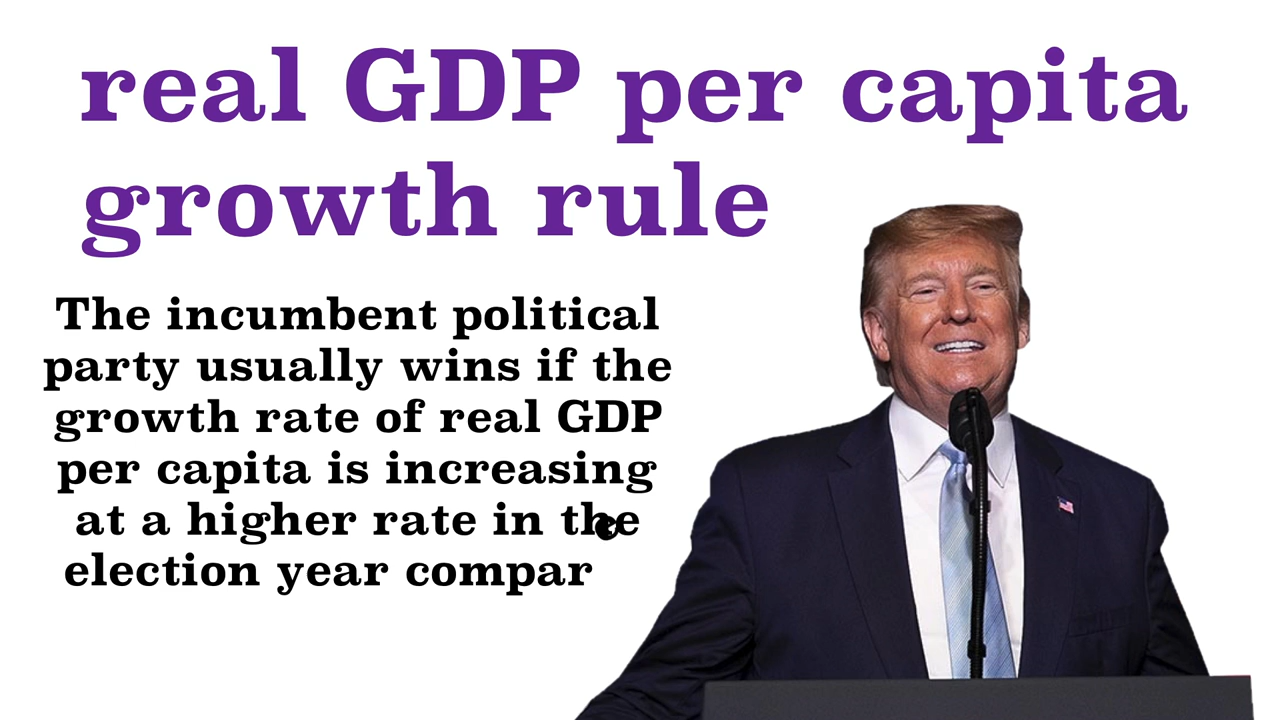 real GDP per capita
growth rule
The incumbent political
party usually wins if the
growth rate of real GDP
per capita is increasing
at a higher rate in the
election year compar